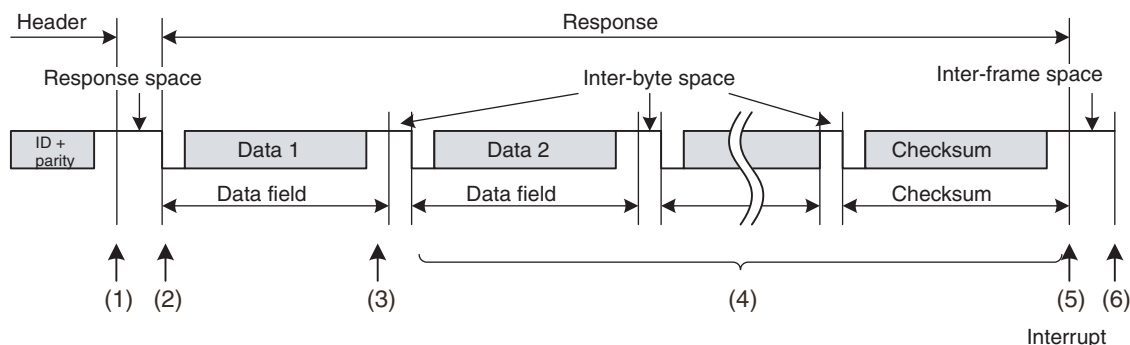 Header
Response
Response space
Inter-byte space
Inter-frame space
ID +
parity
Data 1
Data 2
Checksum
Data field
Data field
Checksum
(1)
(2)
(3)
(4)
(5)
(6)
Interrupt